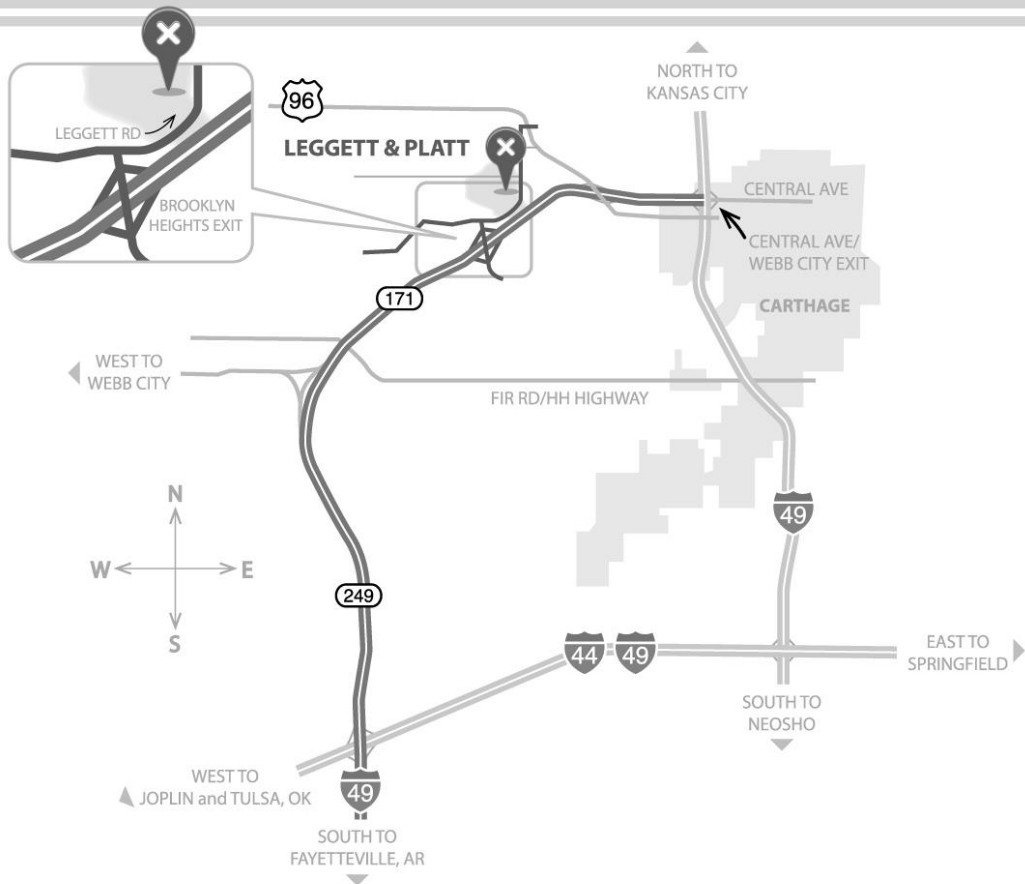 LEGGETT RD
BROOKLYN
HEIGHTS EXIT
96
LEGGETT & PLATT
NORTH TO
KANSAS CITY
CENTRAL AVE
CENTRAL AVE/
WEBB CITY EXIT
CARTHAGE
171
WEST TO
WEBB CITY
FIR RD/HH HIGHWAY
49
N
W
E
S
249
44
49
EAST TO
SPRINGFIELD
SOUTH TO
NEOSHO
WEST TO
JOPLIN and TULSA, OK
49
SOUTH TO
FAYETTEVILLE, AR